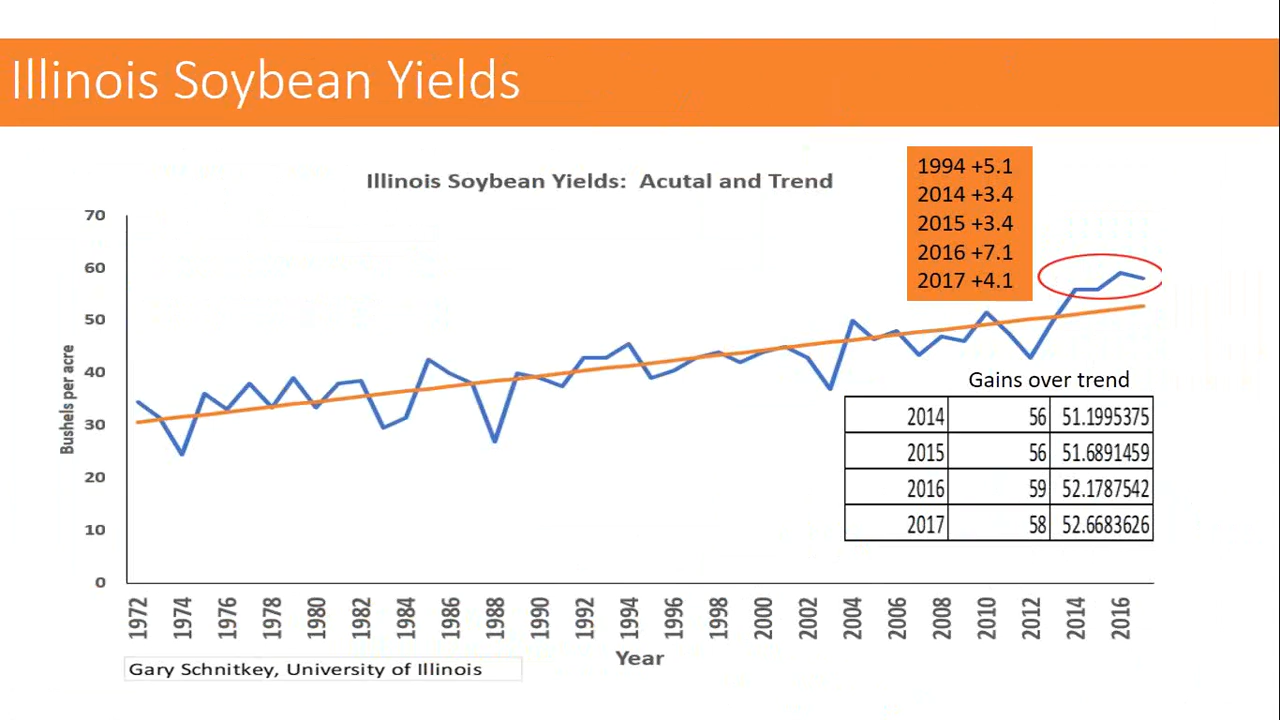 Illinois Soybean Yields
Illinois Soybean Yields: Acutal and Trend
1994 +5.1
2014 +3.4
2015 +3.4
2016 +7.1
2017 +4.1
70
60
50
40
30
20
10
0
Bushels per acre
Gains over trend
2014 56 51.1995375
2015 56 51.6891459
2016 59 52.1787542
2017 58 52.6683626
1972 1974 1976 1978 1980 1982 1984 1986 1988 1990 1992 1994 1996 1998 2000 2002 2004 2006 2008 2010 2012 2014 2016
Year
Gary Schnitkey, University of Illinois